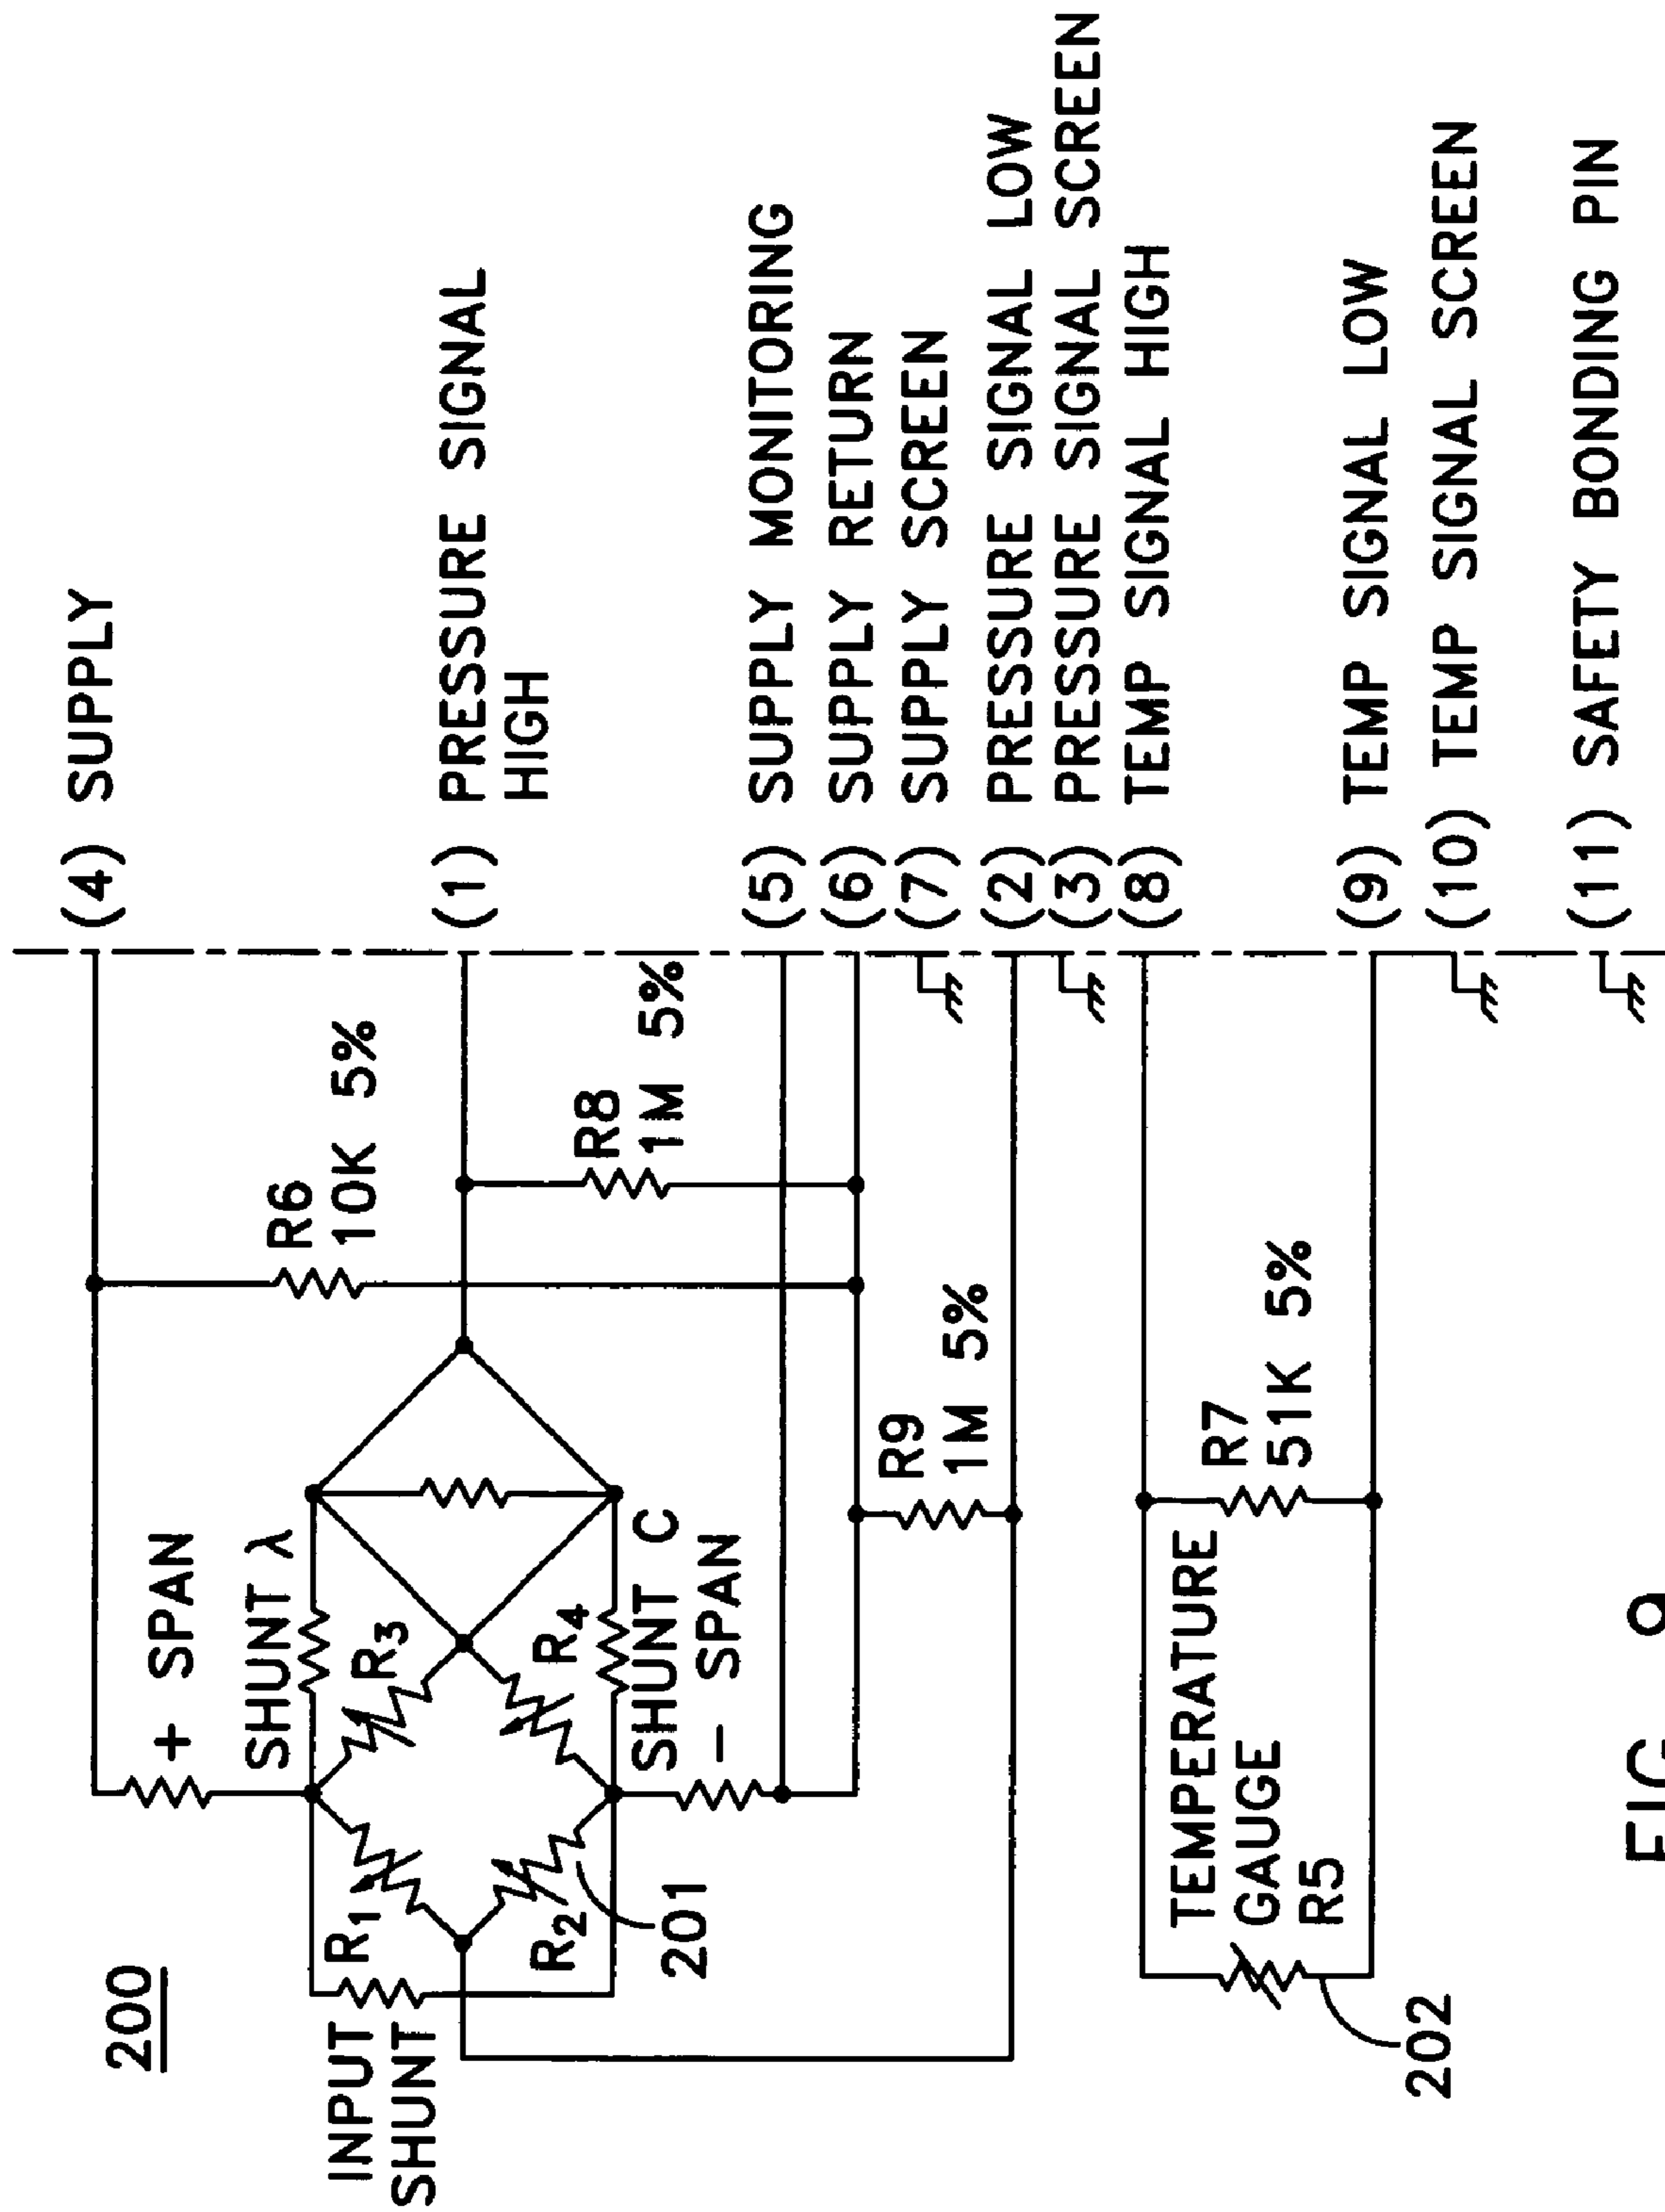 200
(4) SUPPLY
+ SPAN
SHUNT λ
R6
10K 5%
INPUT
SHUNT
R1
R3
(1) PRESSURE SIGNAL
HIGH
R2
R4
R8
1M 5%
201
SHUNT C
- SPAN
(5) SUPPLY MONITORING
(6) SUPPLY RETURN
R9
1M 5%
(7) SUPPLY SCREEN
(2) PRESSURE SIGNAL LOW
(3) PRESSURE SIGNAL SCREEN
(8) TEMP SIGNAL HIGH
TEMPERATURE
GAUGE
R5
R7
51K 5%
202
(9) TEMP SIGNAL LOW
(10) TEMP SIGNAL SCREEN
(11) SAFETY BONDING PIN